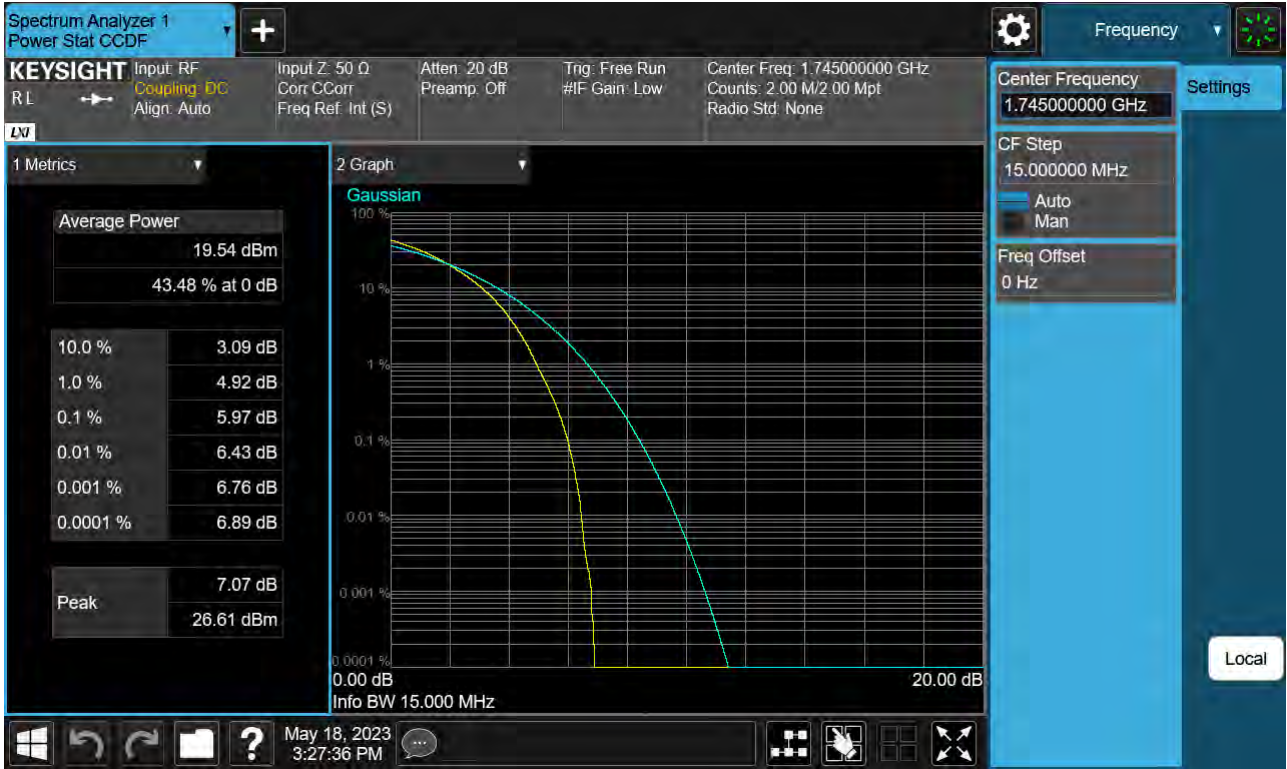 Spectrum Analyzer 1
Power Stat CCDF
+
Frequency
KEYSIGHT
RL
LXI
Input: RF
Coupling: DC
Align: Auto
Input Z: 50 Ω
Corr CCorr
Freq Ref: Int (S)
Atten: 20 dB
Preamp: Off
Trig: Free Run
#IF Gain: Low
Center Freq: 1.745000000 GHz
Counts: 2.00 M/2.00 Mpt
Radio Std: None
Center Frequency
1.745000000 GHz
Settings
CF Step
15.000000 MHz
Auto
Man
Freq Offset
0 Hz
1 Metrics
Average Power
19.54 dBm
43.48 % at 0 dB
10.0 % 3.09 dB
1.0 % 4.92 dB
0.1 % 5.97 dB
0.01 % 6.43 dB
0.001 % 6.76 dB
0.0001 % 6.89 dB
Peak
7.07 dB
26.61 dBm
2 Graph
Gaussian
100 %
10 %
1 %
0.1 %
0.01 %
0.001 %
0.0001 %
0.00 dB
20.00 dB
Info BW 15.000 MHz
Local
?
May 18, 2023
3:27:36 PM